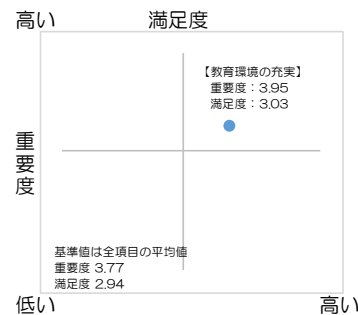 高い 満足度
【教育環境の充実】
重要度：3.95
満足度：3.03
重要度
基準値は全項目の平均値
重要度 3.77
満足度 2.94
低い 高い